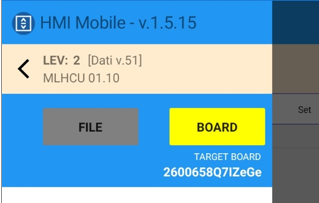 HMI Mobile - v.1.5.15
LEV: 2 [Dati v.51]
MLHCU 01.10
FILE
BOARD
Set
TARGET BOARD
2600658Q7IZeGe